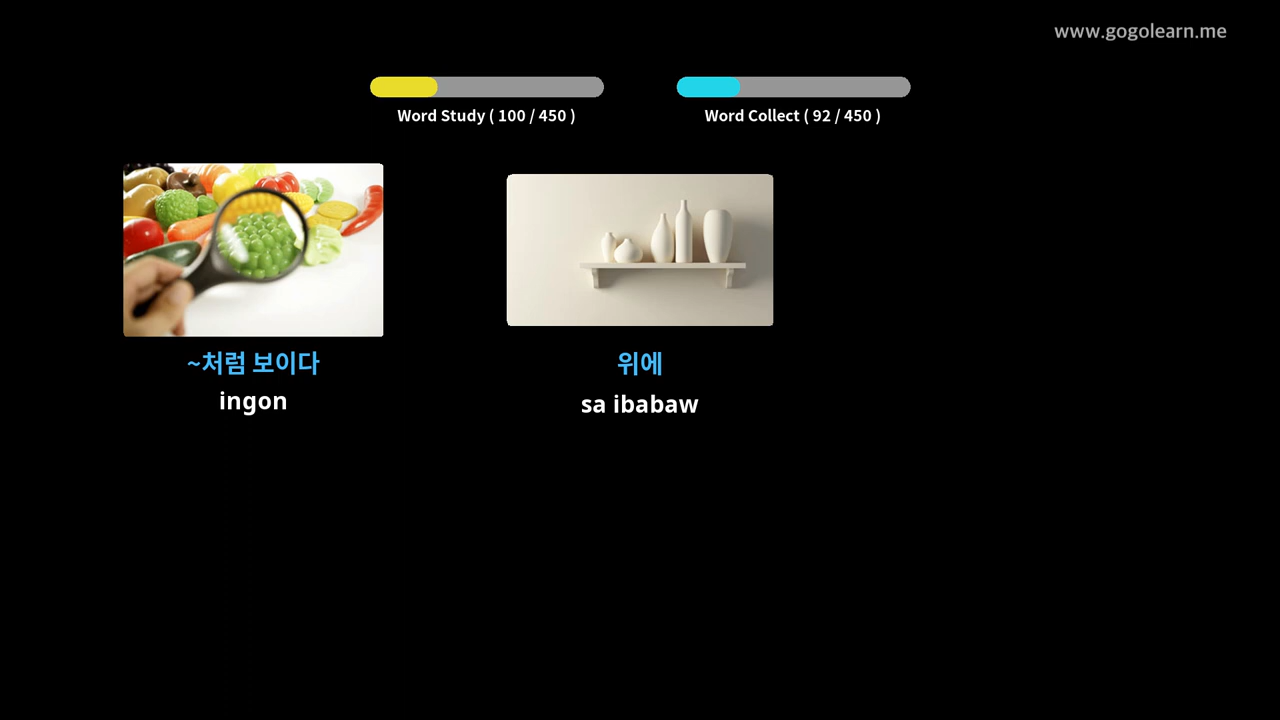 www.gogolearn.me
Word Study ( 100 / 450 )
Word Collect ( 92 / 450 )
~처럼 보이다
ingon
위에
sa ibabaw